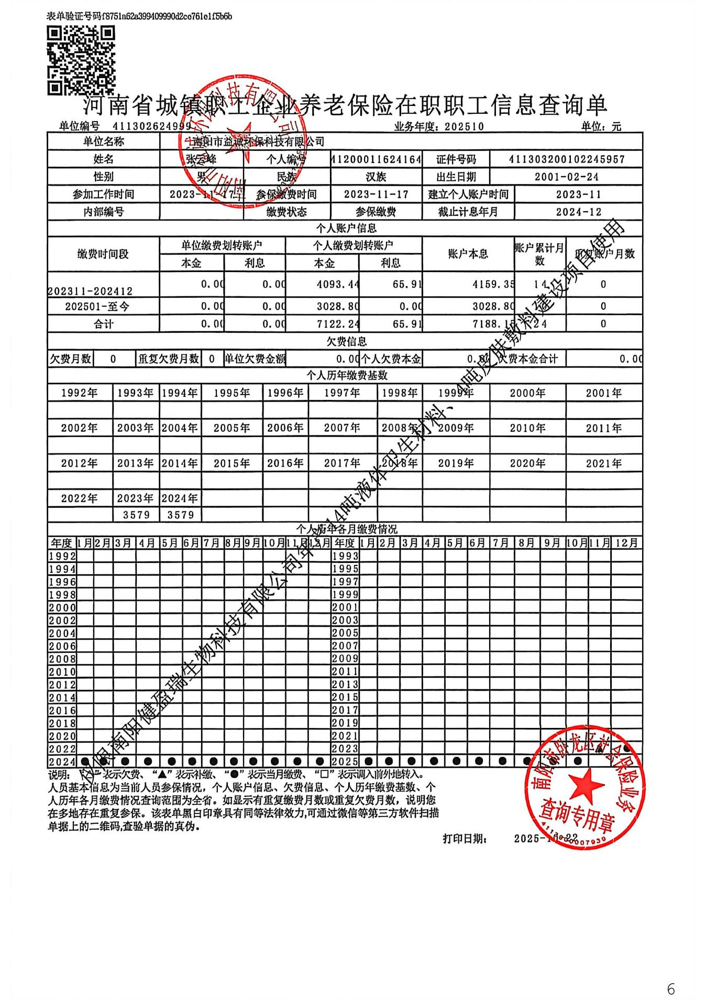 表单验证号码f8751a62a399409990d2ce761e1f5b6b
河南省城镇职工企业养老保险在职职工信息查询单
单位编号 411302624999 业务年度：202510 单位：元
单位名称 南阳市益诚环保科技有限公司
姓名 个人编号 41200011624164 证件号码 411303200102245957
性别 男 民族 汉族 出生日期 2001-02-24
参加工作时间 2023-11-17 参保缴费时间 2023-11-17 建立个人账户时间 2023-11
内部编号 缴费状态 参保缴费 截止计息年月 2024-12
个人账户信息
缴费时间段 单位缴费划转账户 个人缴费划转账户 账户本息 账户累计月数 重复账户月数
本金 利息 本金 利息
202311-202412 0.00 0.00 4093.44 65.91 4159.35 14 0
202501-至今 0.00 0.00 3028.80 0.00 3028.80 0
合计 0.00 0.00 7122.24 65.91 7188.15 24 0
欠费信息
欠费月数 0 重复欠费月数 0 单位欠费金额 0.00 个人欠费本金 0.00 欠费本金合计 0.00
个人历年缴费基数
1992年 1993年 1994年 1995年 1996年 1997年 1998年 1999年 2000年 2001年
2002年 2003年 2004年 2005年 2006年 2007年 2008年 2009年 2010年 2011年
2012年 2013年 2014年 2015年 2016年 2017年 2018年 2019年 2020年 2021年
2022年 2023年 2024年
3579 3579
个人历年各月缴费情况
年度 1月 2月 3月 4月 5月 6月 7月 8月 9月 10月 11月 12月 年度 1月 2月 3月 4月 5月 6月 7月 8月 9月 10月 11月 12月
1992 1993
1994 1995
1996 1997
1998 1999
2000 2001
2002 2003
2004 2005
2006 2007
2008 2009
2010 2011
2012 2013
2014 2015
2016 2017
2018 2019
2020 2021
2022 2023 ● ●
2024 ● ● ● ● ● ● ● ● ● ● ● ● 2025 ● ● ● ● ● ● ● ● ● ●
说明： 表示欠费、“▲”表示补缴、“●”表示当月缴费、“□”表示调入前外地转入。
人员基本信息为当前人员参保情况，个人账户信息、欠费信息、个人历年缴费基数、个
人历年各月缴费情况查询范围为全省。如显示有重复缴费月数或重复欠费月数，说明您
在多地存在重复参保。该表单黑白印章具有同等法律效力,可通过微信等第三方软件扫描
单据上的二维码,查验单据的真伪。
打印日期： 2025-10-22
仅限南阳健盈瑞生物科技有限公司年产14吨液体卫生材料、4吨皮肤敷料建设项目使用
南阳市益诚环保科技有限公司
南阳市卧龙区社会保险业务
查询专用章
4113000007939
6